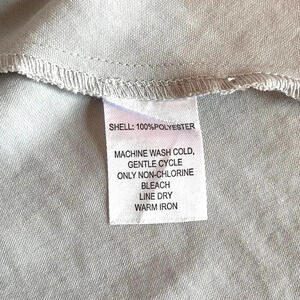 SHELL: 100%POLYESTER
MACHINE WASH COLD,
GENTLE CYCLE
ONLY NON-CHLORINE
BLEACH
LINE DRY
WARM IRON